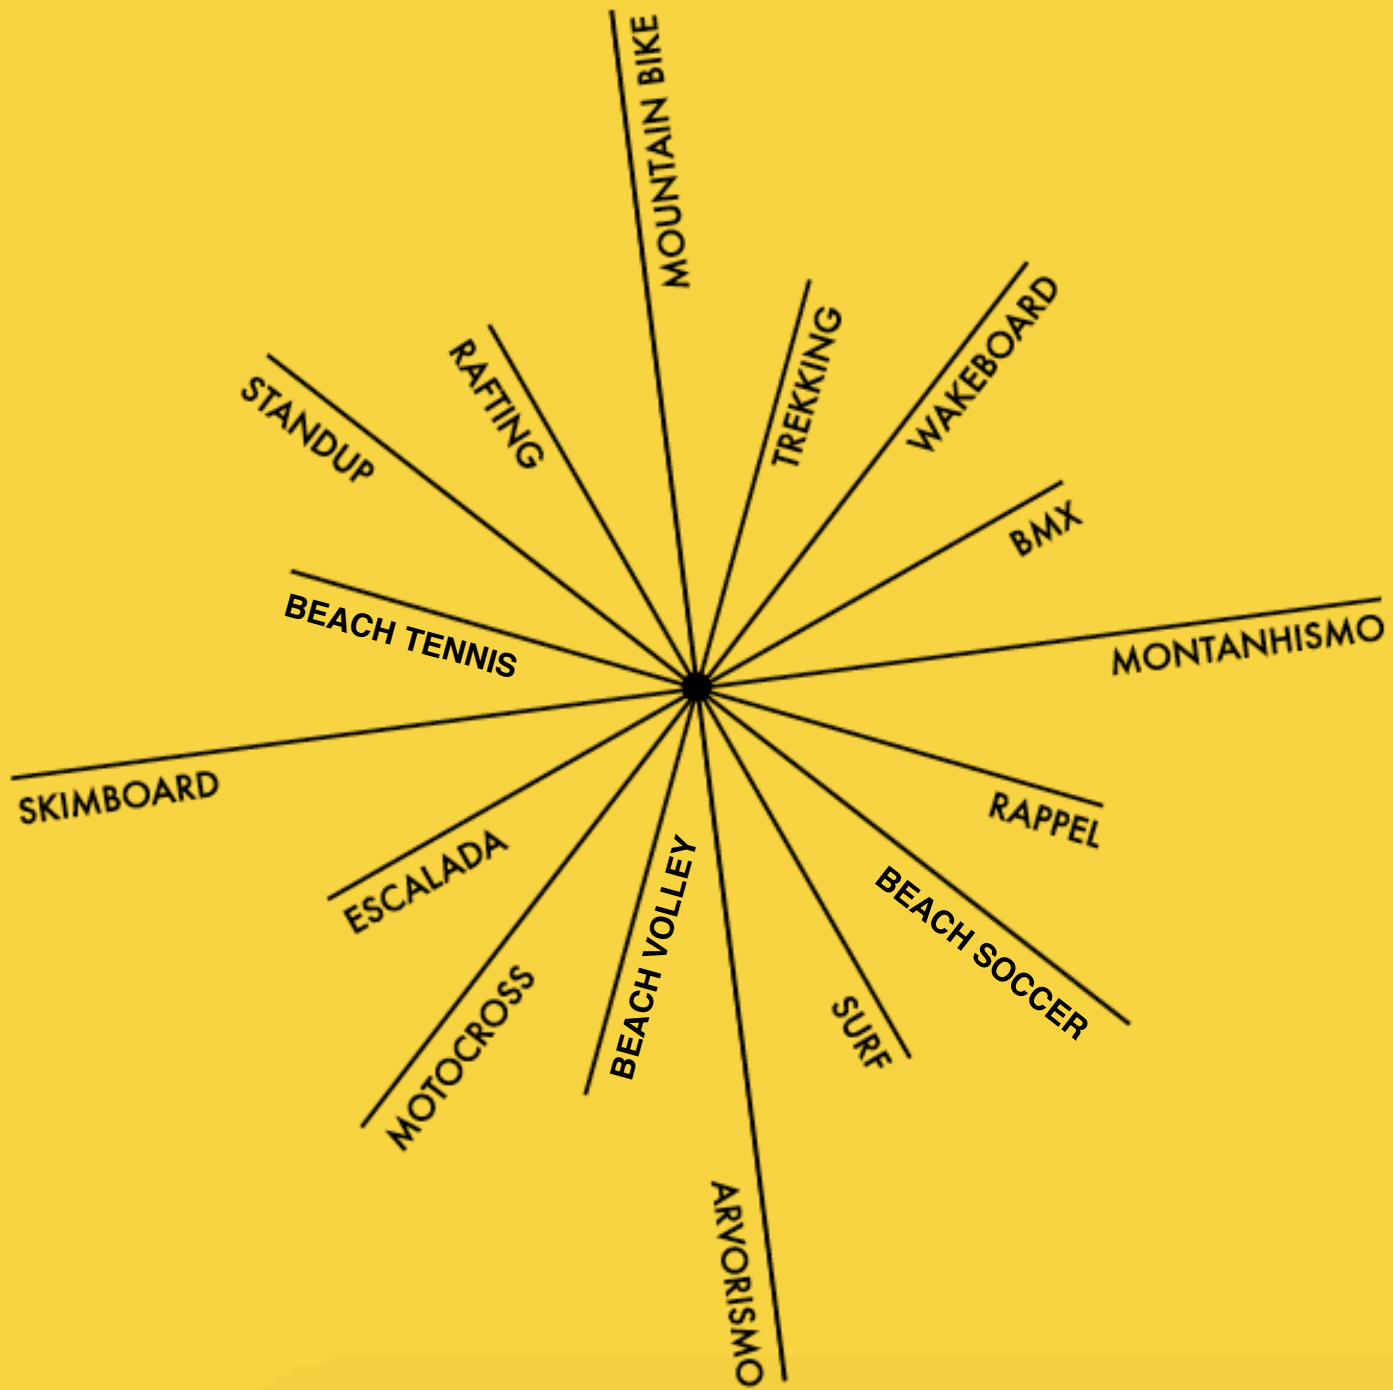 MOUNTAIN BIKE
TREKKING
WAKEBOARD
BMX
MONTANHISMO
RAPPEL
BEACH SOCCER
SURF
ARVORISMO
BEACH VOLLEY
MOTOCROSS
ESCALADA
SKIMBOARD
BEACH TENNIS
STANDUP
RAFTING